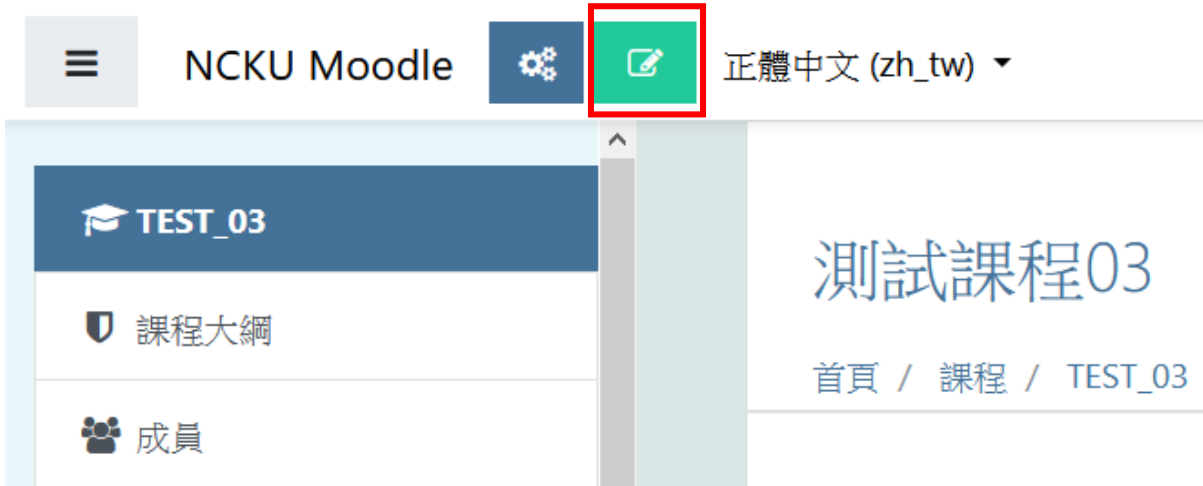 NCKU Moodle
正體中文 (zh_tw)
TEST_03
課程大綱
成員
測試課程03
首頁 / 課程 / TEST_03